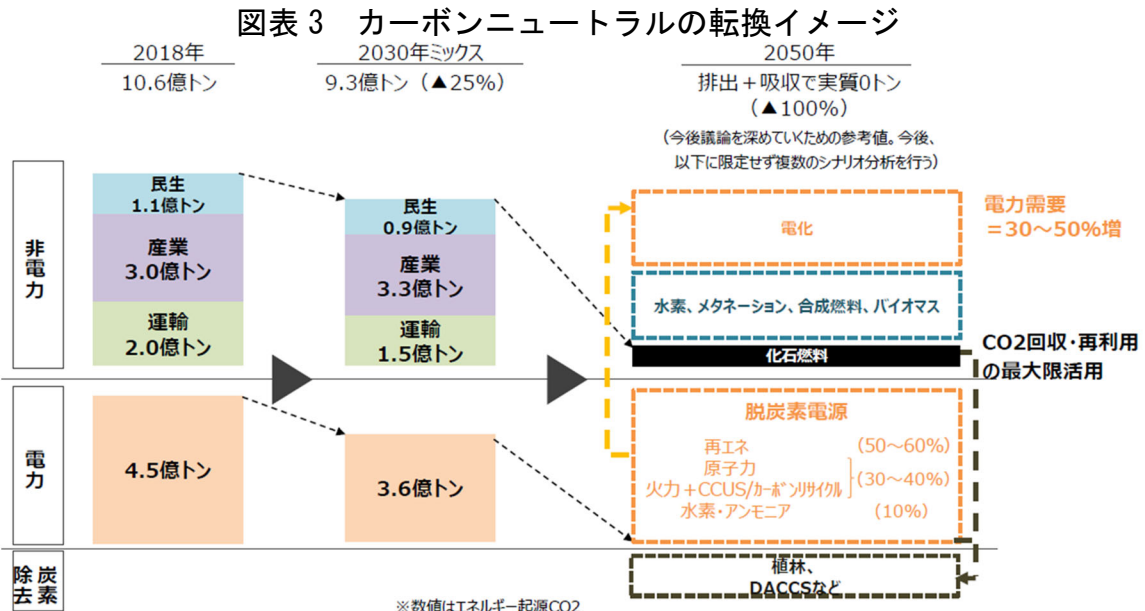 図表3 カーボンニュートラルの転換イメージ
2018年
10.6億トン
2030年ミックス
9.3億トン（▲25%）
2050年
排出＋吸収で実質0トン
（▲100%）
（今後議論を深めていくための参考値。今後、
以下に限定せず複数のシナリオ分析を行う）
非電力
民生
1.1億トン
産業
3.0億トン
運輸
2.0億トン
民生
0.9億トン
産業
3.3億トン
運輸
1.5億トン
電化
電力需要
＝30～50%増
水素、メタネーション、合成燃料、バイオマス
化石燃料
CO2回収・再利用
の最大限活用
電力
4.5億トン
3.6億トン
脱炭素電源
再エネ （50～60%）
原子力
火力＋CCUS/カーボンリサイクル （30～40%）
水素・アンモニア （10%）
炭素除去
植林、
DACCSなど
※数値はエネルギー起源CO2